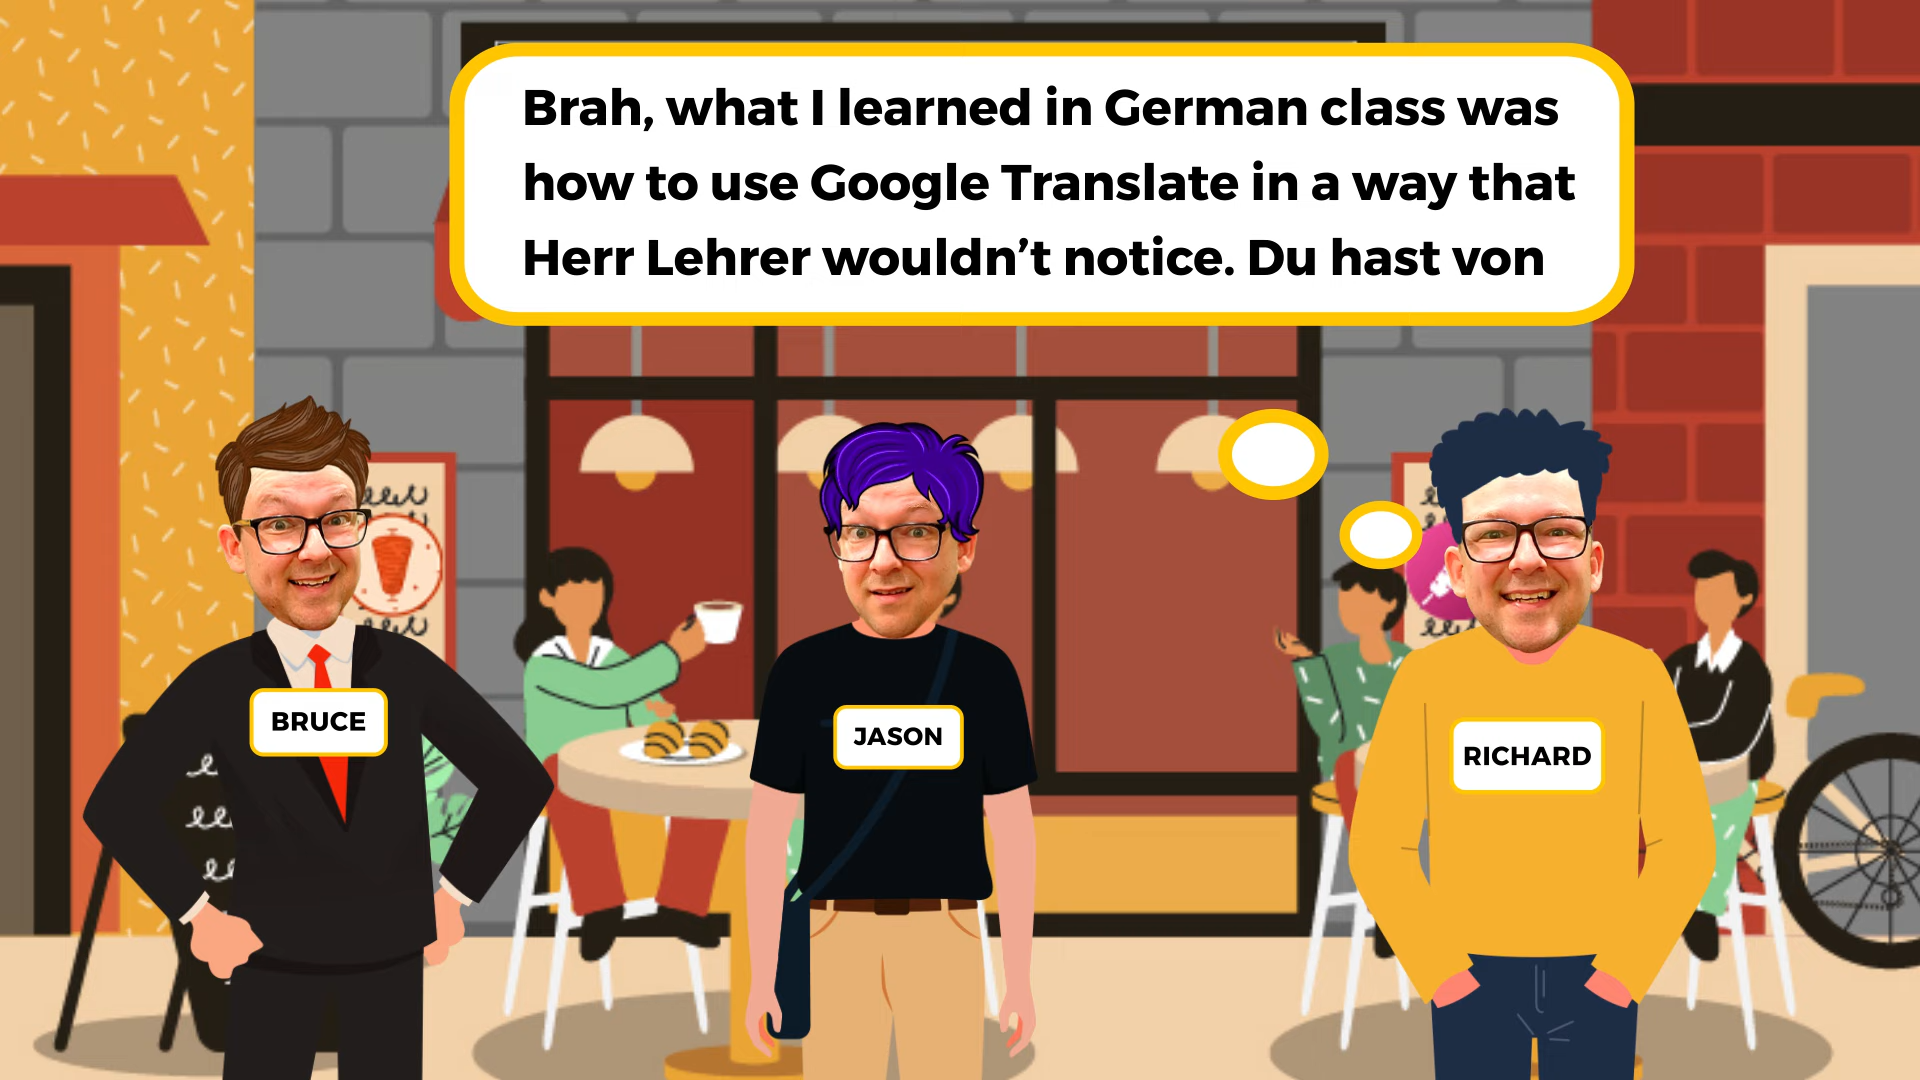 Brah, what I learned in German class was
how to use Google Translate in a way that
Herr Lehrer wouldn’t notice. Du hast von
BRUCE
JASON
RICHARD